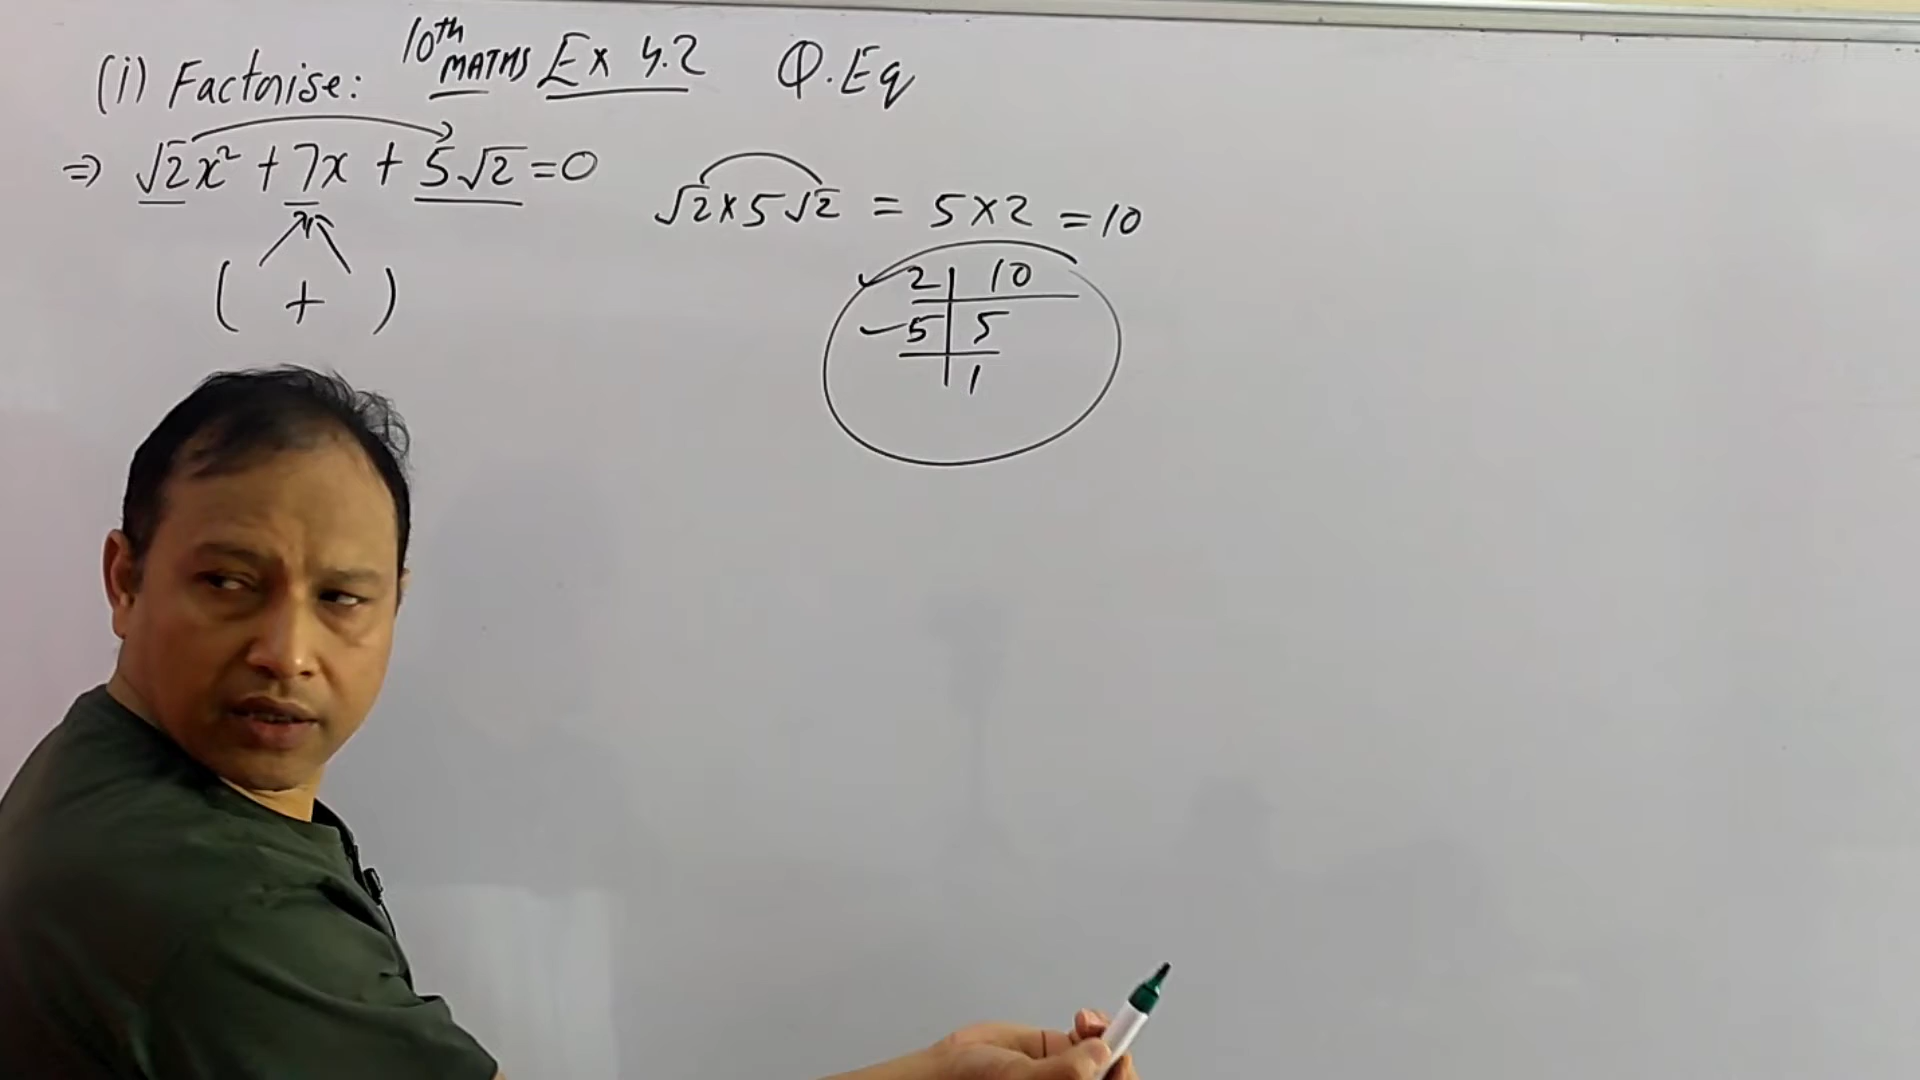 (i) Factorise: 10th MATHS Ex 4.2 Q.Eq
⇒ √2x² + 7x + 5√2 = 0
( + )
√2 × 5√2 = 5×2 = 10
2 | 10
5 | 5
1